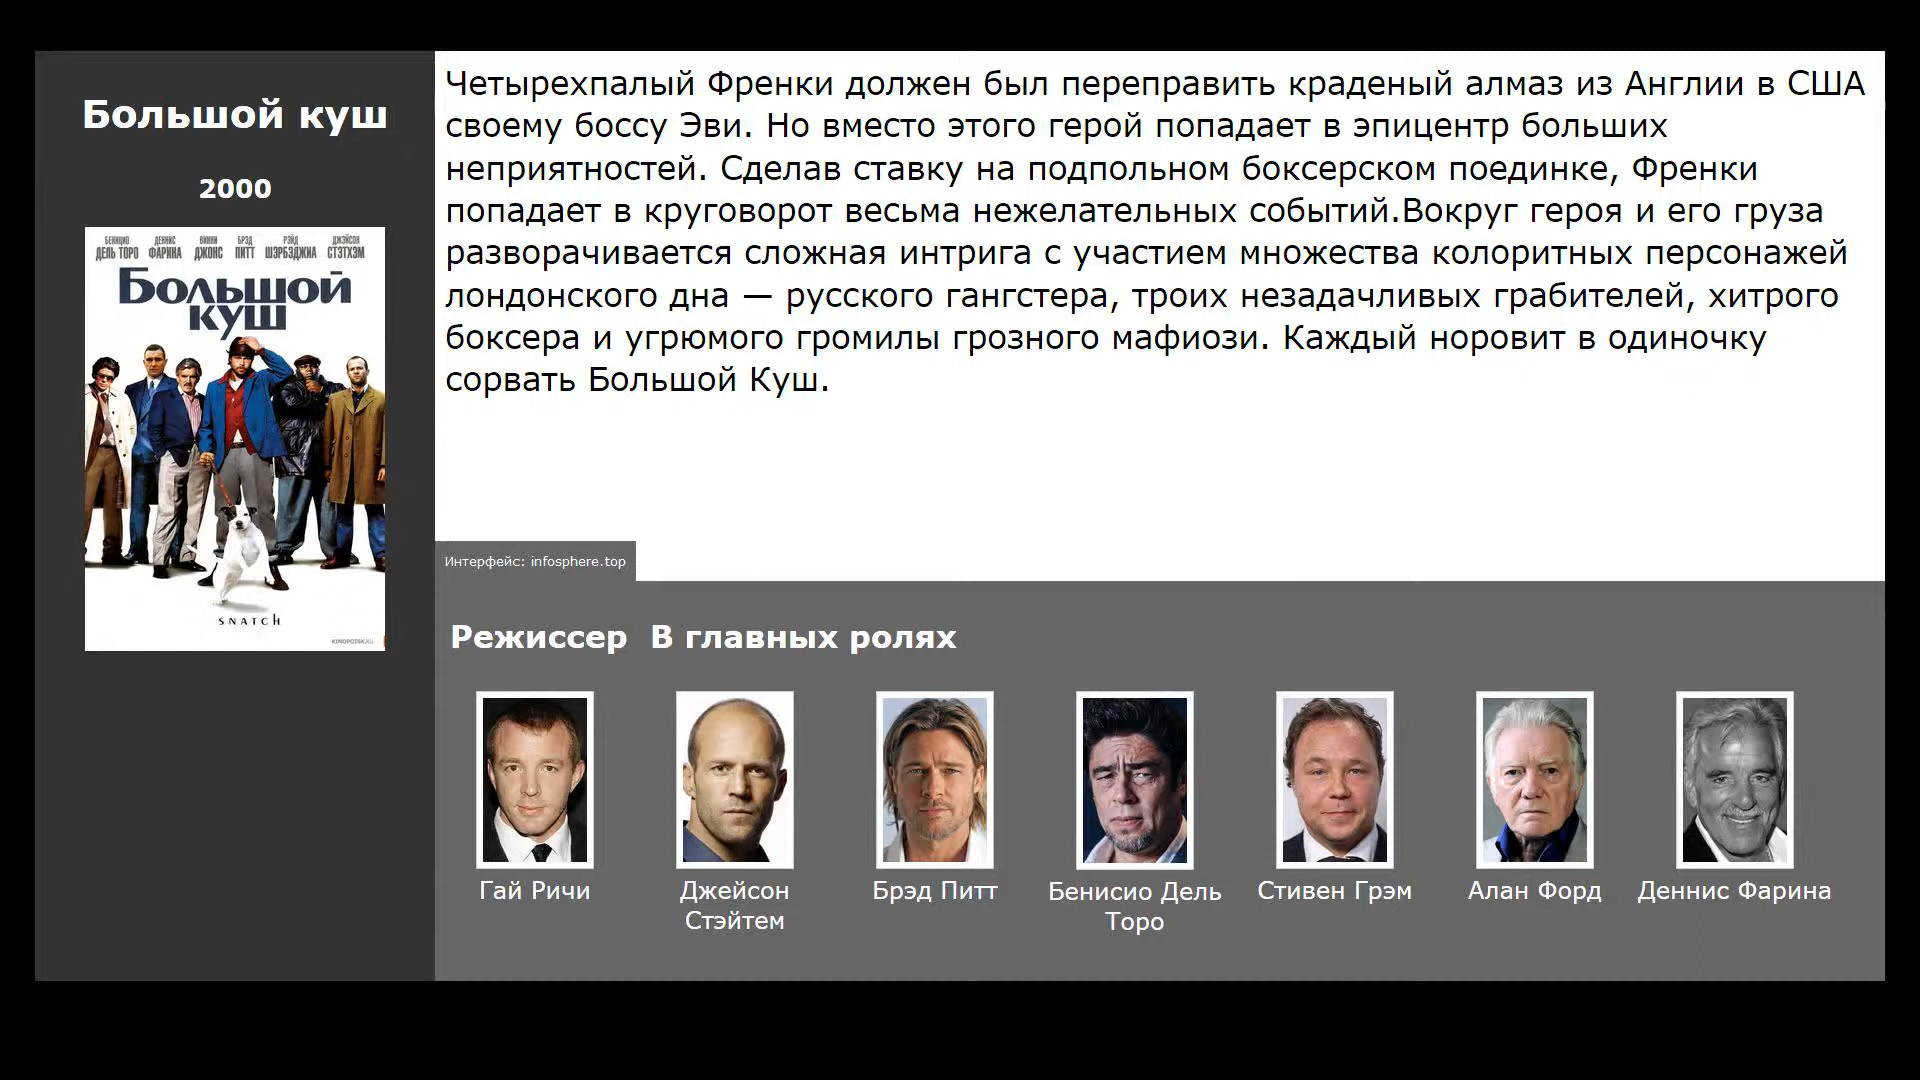 Большой куш
2000
БЕНИЦИО ДЕЛЬ ТОРО
ДЕННИС ФАРИНА
ВИННИ ДЖОНС
БРЭД ПИТТ
РЭЙД ШЭРБЭДЖИА
ДЖЭЙСОН СТЭТХЭМ
Большой
куш
SNATCH
KINOPOISK.RU
Четырехпалый Френки должен был переправить краденый алмаз из Англии в США
своему боссу Эви. Но вместо этого герой попадает в эпицентр больших
неприятностей. Сделав ставку на подпольном боксерском поединке, Френки
попадает в круговорот весьма нежелательных событий.Вокруг героя и его груза
разворачивается сложная интрига с участием множества колоритных персонажей
лондонского дна — русского гангстера, троих незадачливых грабителей, хитрого
боксера и угрюмого громилы грозного мафиози. Каждый норовит в одиночку
сорвать Большой Куш.
Интерфейс: infosphere.top
Режиссер В главных ролях
Гай Ричи
Джейсон
Стэйтем
Брэд Питт
Бенисио Дель
Торо
Стивен Грэм
Алан Форд
Деннис Фарина